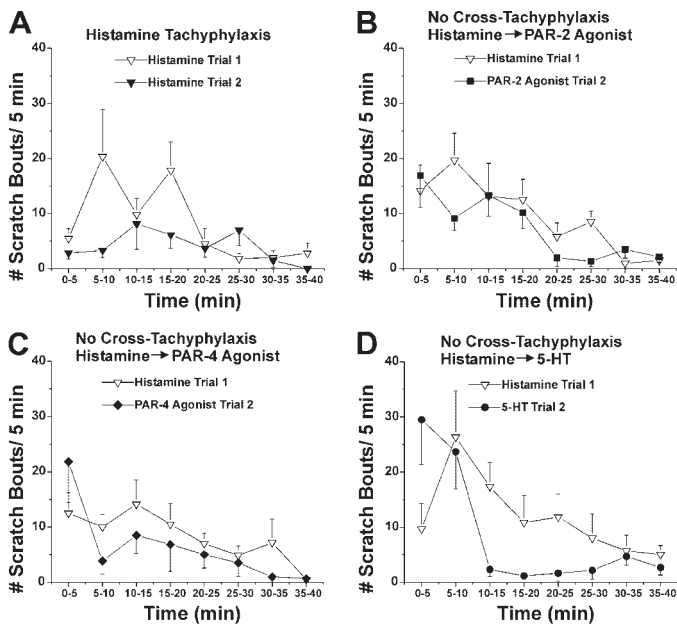 A
Histamine Tachyphylaxis
Histamine Trial 1
Histamine Trial 2
# Scratch Bouts/ 5 min
40
30
20
10
0
0-5 5-10 10-15 15-20 20-25 25-30 30-35 35-40
Time (min)
B
No Cross-Tachyphylaxis
Histamine→PAR-2 Agonist
Histamine Trial 1
PAR-2 Agonist Trial 2
# Scratch Bouts/ 5 min
40
30
20
10
0
0-5 5-10 10-15 15-20 20-25 25-30 30-35 35-40
Time (min)
C
No Cross-Tachyphylaxis
Histamine→PAR-4 Agonist
Histamine Trial 1
PAR-4 Agonist Trial 2
# Scratch Bouts/ 5 min
40
30
20
10
0
0-5 5-10 10-15 15-20 20-25 25-30 30-35 35-40
Time (min)
D
No Cross-Tachyphylaxis
Histamine→5-HT
Histamine Trial 1
5-HT Trial 2
# Scratch Bouts/ 5 min
40
30
20
10
0
0-5 5-10 10-15 15-20 20-25 25-30 30-35 35-40
Time (min)